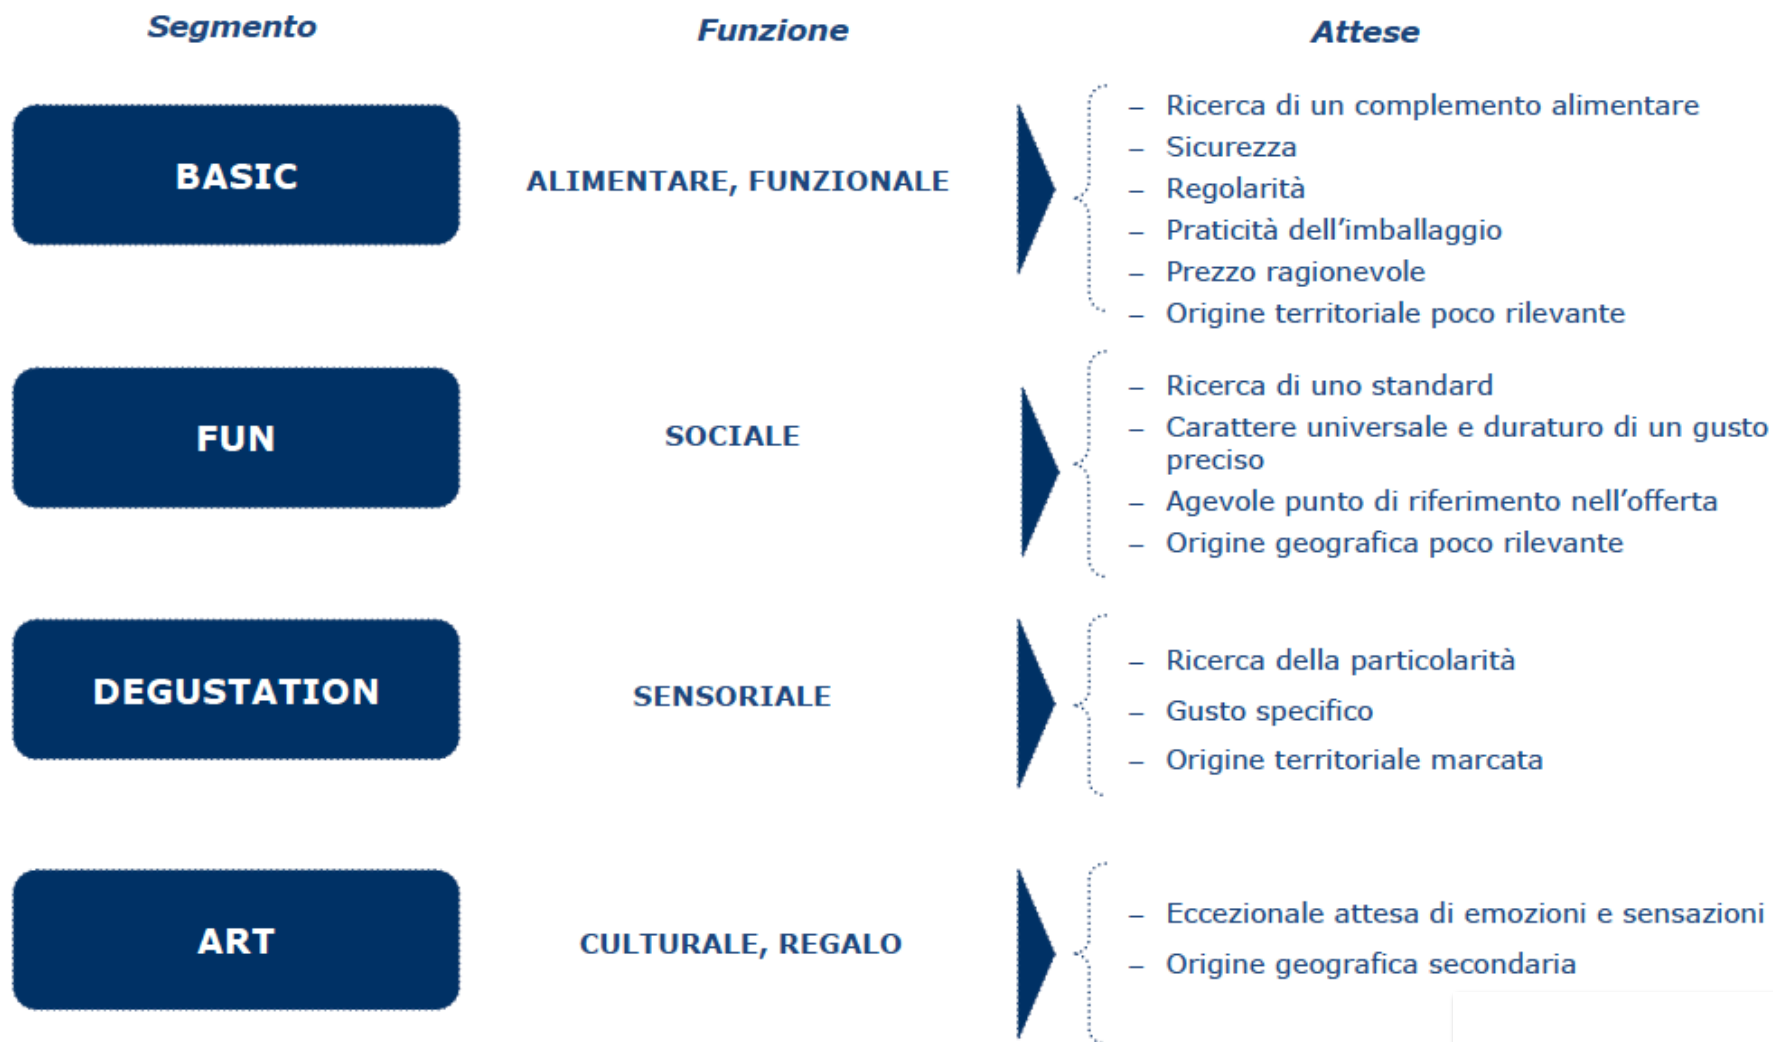 Segmento
Funzione
Attese
BASIC
ALIMENTARE, FUNZIONALE
– Ricerca di un complemento alimentare
– Sicurezza
– Regolarità
– Praticità dell’imballaggio
– Prezzo ragionevole
– Origine territoriale poco rilevante
FUN
SOCIALE
– Ricerca di uno standard
– Carattere universale e duraturo di un gusto
preciso
– Agevole punto di riferimento nell’offerta
– Origine geografica poco rilevante
DEGUSTATION
SENSORIALE
– Ricerca della particolarità
– Gusto specifico
– Origine territoriale marcata
ART
CULTURALE, REGALO
– Eccezionale attesa di emozioni e sensazioni
– Origine geografica secondaria